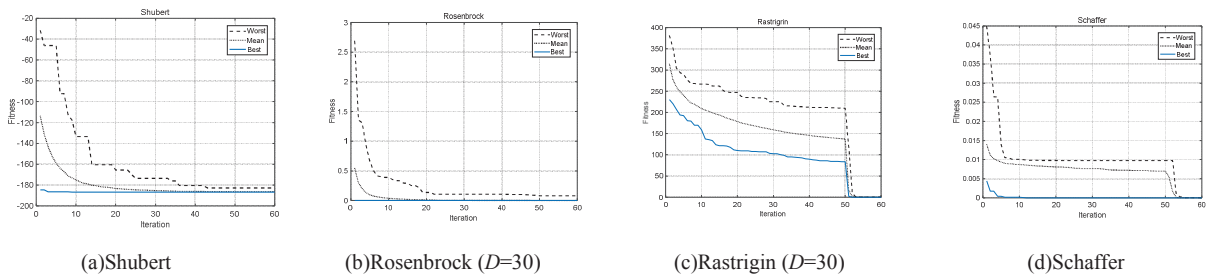 Shubert
-20
-40
-60
-80
-100
-120
-140
-160
-180
-200
Fitness
0 10 20 30 40 50 60
Iteration
Worst
Mean
Best
(a)Shubert
Rosenbrock
3
2.5
2
1.5
1
0.5
0
Fitness
0 10 20 30 40 50 60
Iteration
Worst
Mean
Best
(b)Rosenbrock (D=30)
Rastrigin
400
350
300
250
200
150
100
50
0
Fitness
0 10 20 30 40 50 60
Iteration
Worst
Mean
Best
(c)Rastrigin (D=30)
Schaffer
0.045
0.04
0.035
0.03
0.025
0.02
0.015
0.01
0.005
0
Fitness
0 10 20 30 40 50 60
Iteration
Worst
Mean
Best
(d)Schaffer